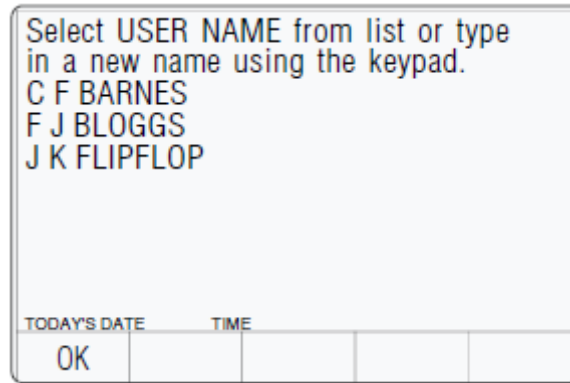 Select USER NAME from list or type
in a new name using the keypad.
C F BARNES
F J BLOGGS
J K FLIPFLOP
TODAY'S DATE TIME
OK